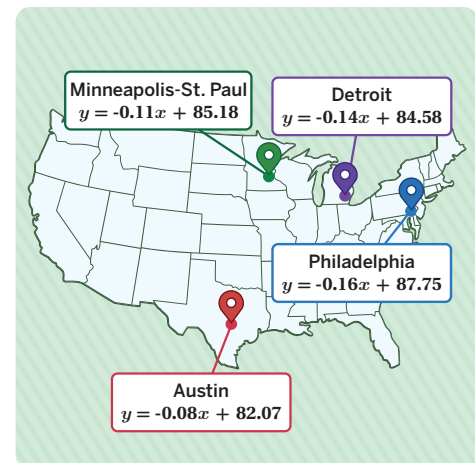 Minneapolis-St. Paul
y = -0.11x + 85.18
Detroit
y = -0.14x + 84.58
Philadelphia
y = -0.16x + 87.75
Austin
y = -0.08x + 82.07